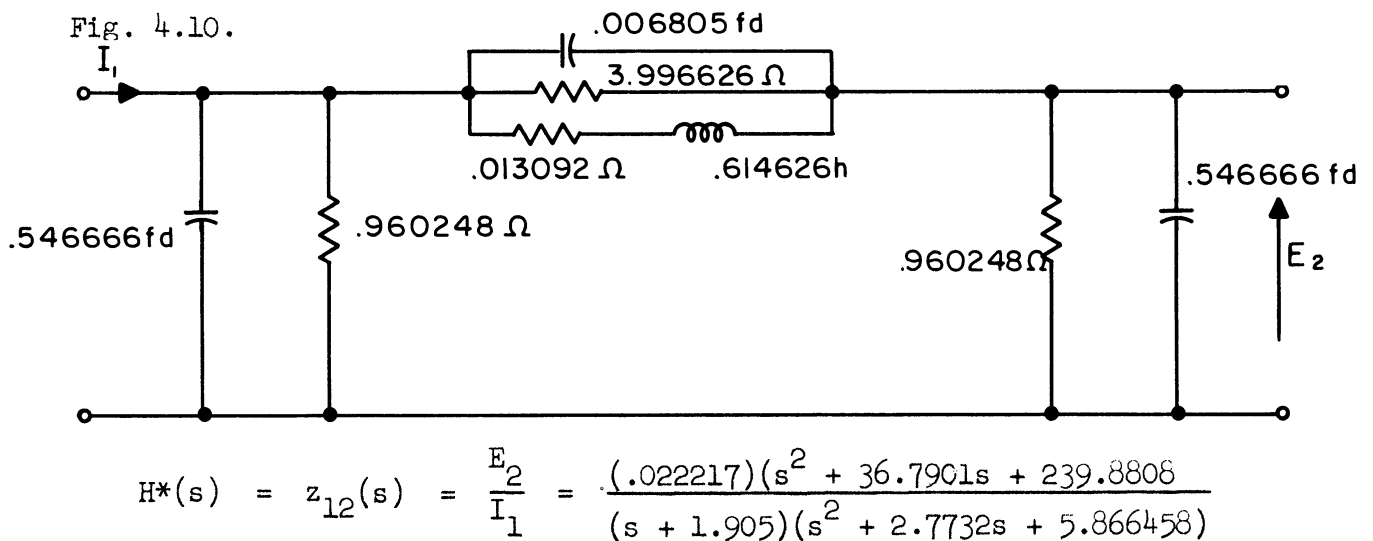 Fig. 4.10.
I₁
.006805 fd
3.996626 Ω
.013092 Ω
.614626h
.546666fd
.960248 Ω
.960248Ω
.546666 fd
E₂
H*(s) = z₁₂(s) = E₂/I₁ = (.022217)(s² + 36.7901s + 239.8808 / (s + 1.905)(s² + 2.7732s + 5.866458)